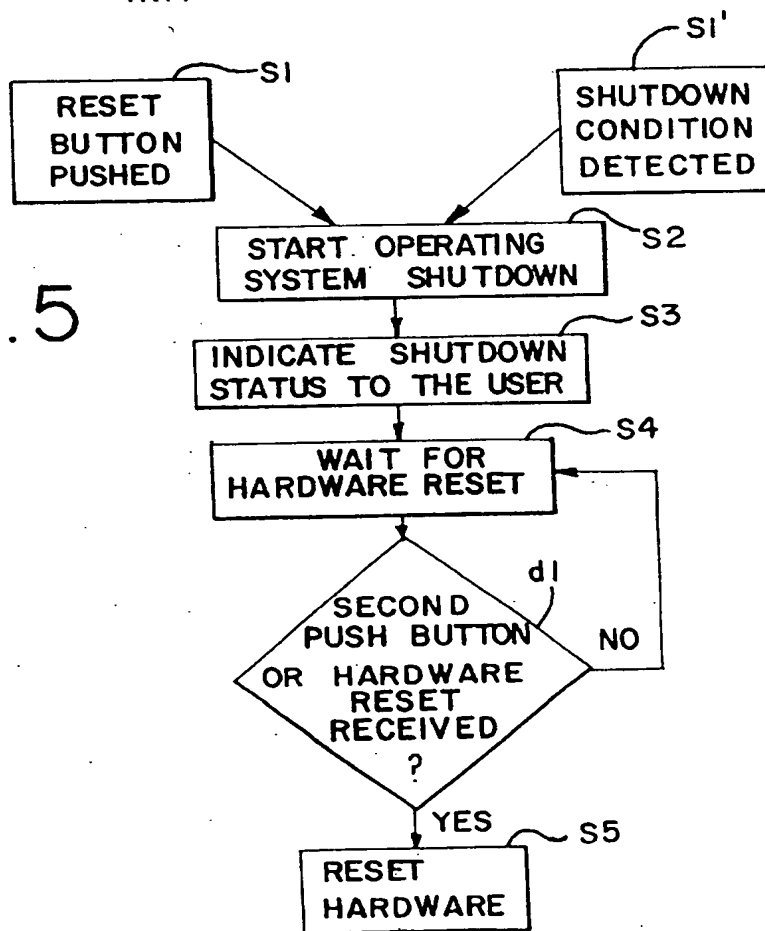 S1
RESET
BUTTON
PUSHED
S1'
SHUTDOWN
CONDITION
DETECTED
START OPERATING
SYSTEM SHUTDOWN
S2
.5
INDICATE SHUTDOWN
STATUS TO THE USER
S3
WAIT FOR
HARDWARE RESET
S4
SECOND
PUSH BUTTON
OR HARDWARE
RESET
RECEIVED
?
d1
NO
YES
RESET
HARDWARE
S5